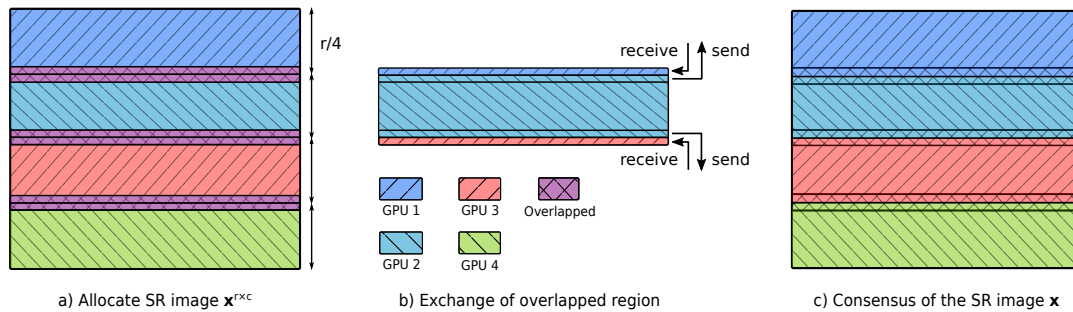 r/4
receive
send
receive
send
GPU 1
GPU 3
Overlapped
GPU 2
GPU 4
a) Allocate SR image x^{r×c}
b) Exchange of overlapped region
c) Consensus of the SR image x